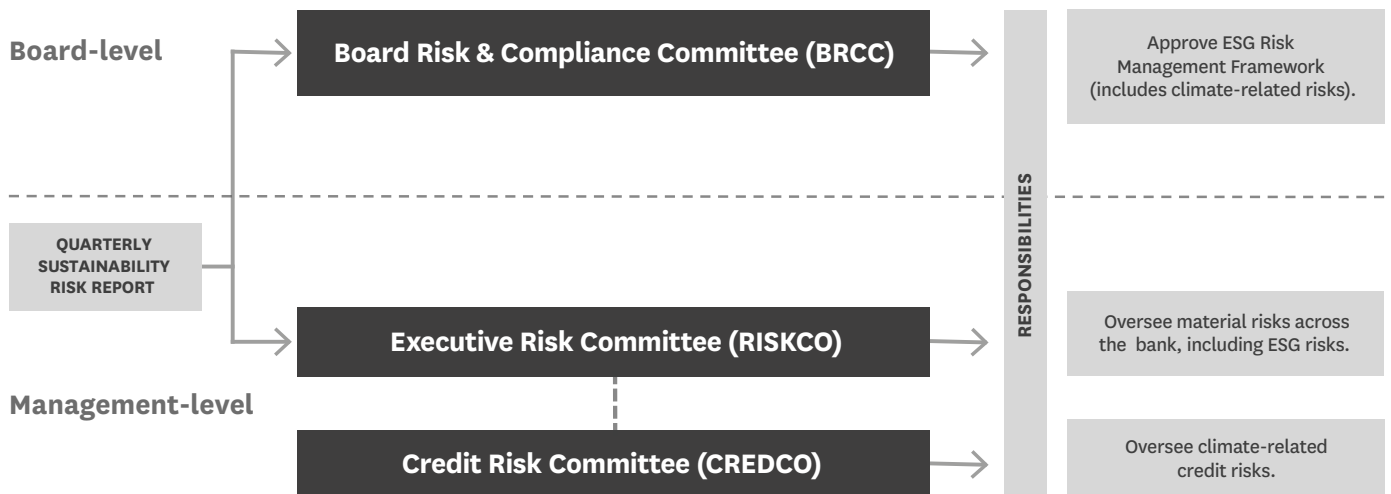 Board-level
Board Risk & Compliance Committee (BRCC)
Approve ESG Risk
Management Framework
(includes climate-related risks).
RESPONSIBILITIES
QUARTERLY
SUSTAINABILITY
RISK REPORT
Executive Risk Committee (RISKCO)
Oversee material risks across
the bank, including ESG risks.
Management-level
Credit Risk Committee (CREDCO)
Oversee climate-related
credit risks.